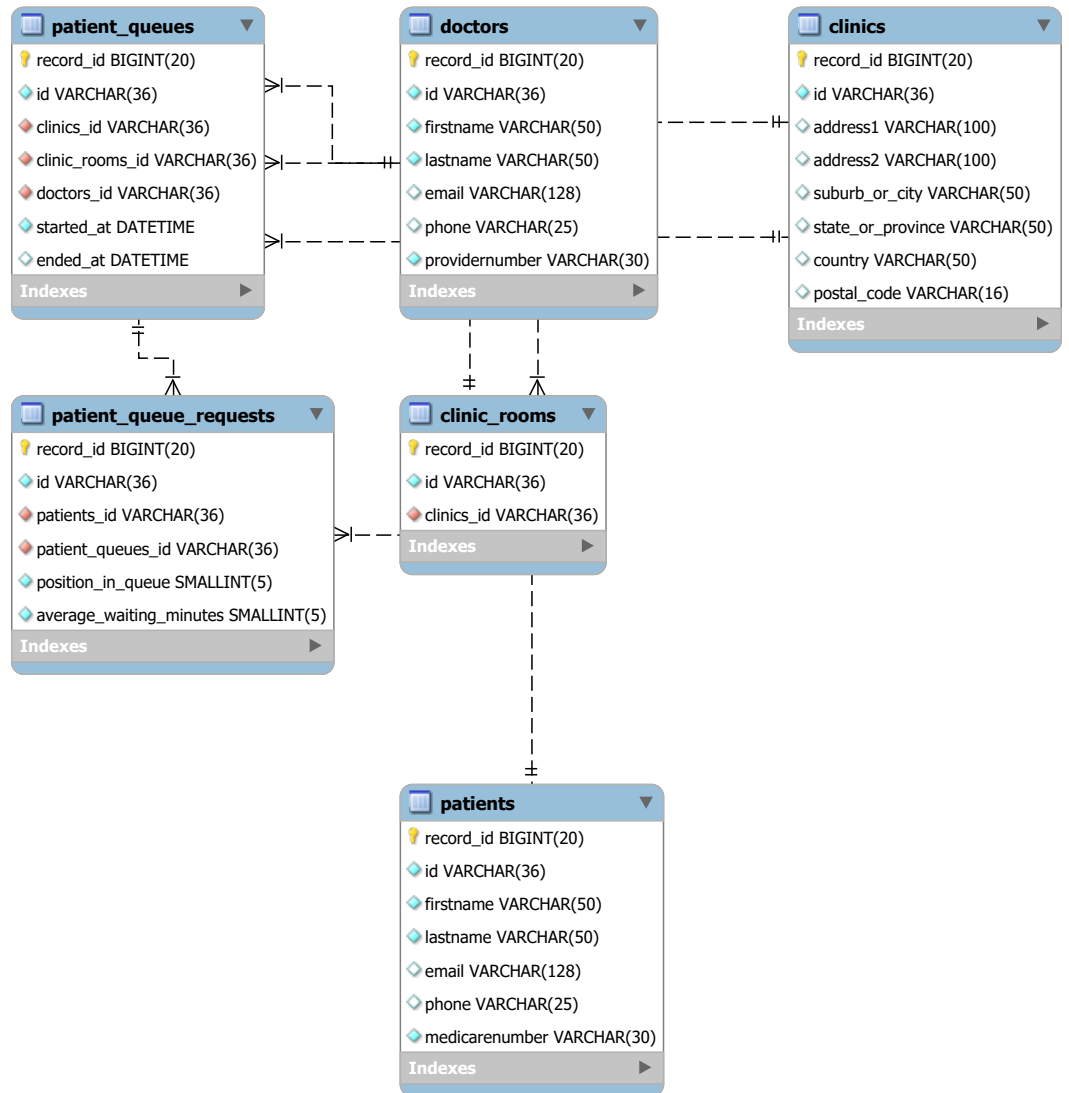 patient_queues
record_id BIGINT(20)
id VARCHAR(36)
clinics_id VARCHAR(36)
clinic_rooms_id VARCHAR(36)
doctors_id VARCHAR(36)
started_at DATETIME
ended_at DATETIME
Indexes
doctors
record_id BIGINT(20)
id VARCHAR(36)
firstname VARCHAR(50)
lastname VARCHAR(50)
email VARCHAR(128)
phone VARCHAR(25)
providernumber VARCHAR(30)
Indexes
clinics
record_id BIGINT(20)
id VARCHAR(36)
address1 VARCHAR(100)
address2 VARCHAR(100)
suburb_or_city VARCHAR(50)
state_or_province VARCHAR(50)
country VARCHAR(50)
postal_code VARCHAR(16)
Indexes
patient_queue_requests
record_id BIGINT(20)
id VARCHAR(36)
patients_id VARCHAR(36)
patient_queues_id VARCHAR(36)
position_in_queue SMALLINT(5)
average_waiting_minutes SMALLINT(5)
Indexes
clinic_rooms
record_id BIGINT(20)
id VARCHAR(36)
clinics_id VARCHAR(36)
Indexes
patients
record_id BIGINT(20)
id VARCHAR(36)
firstname VARCHAR(50)
lastname VARCHAR(50)
email VARCHAR(128)
phone VARCHAR(25)
medicarenumber VARCHAR(30)
Indexes